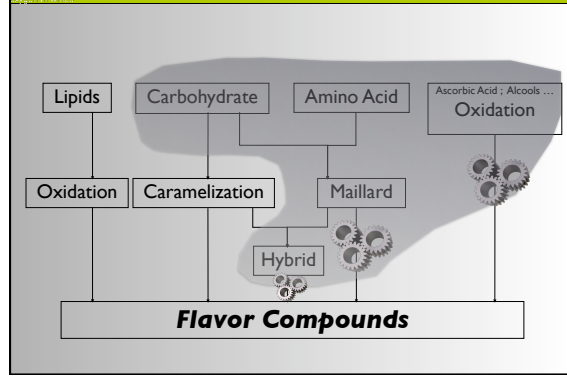 Lipids
Carbohydrate
Amino Acid
Ascorbic Acid ; Alcools ...
Oxidation
Oxidation
Caramelization
Maillard
Hybrid
Flavor Compounds